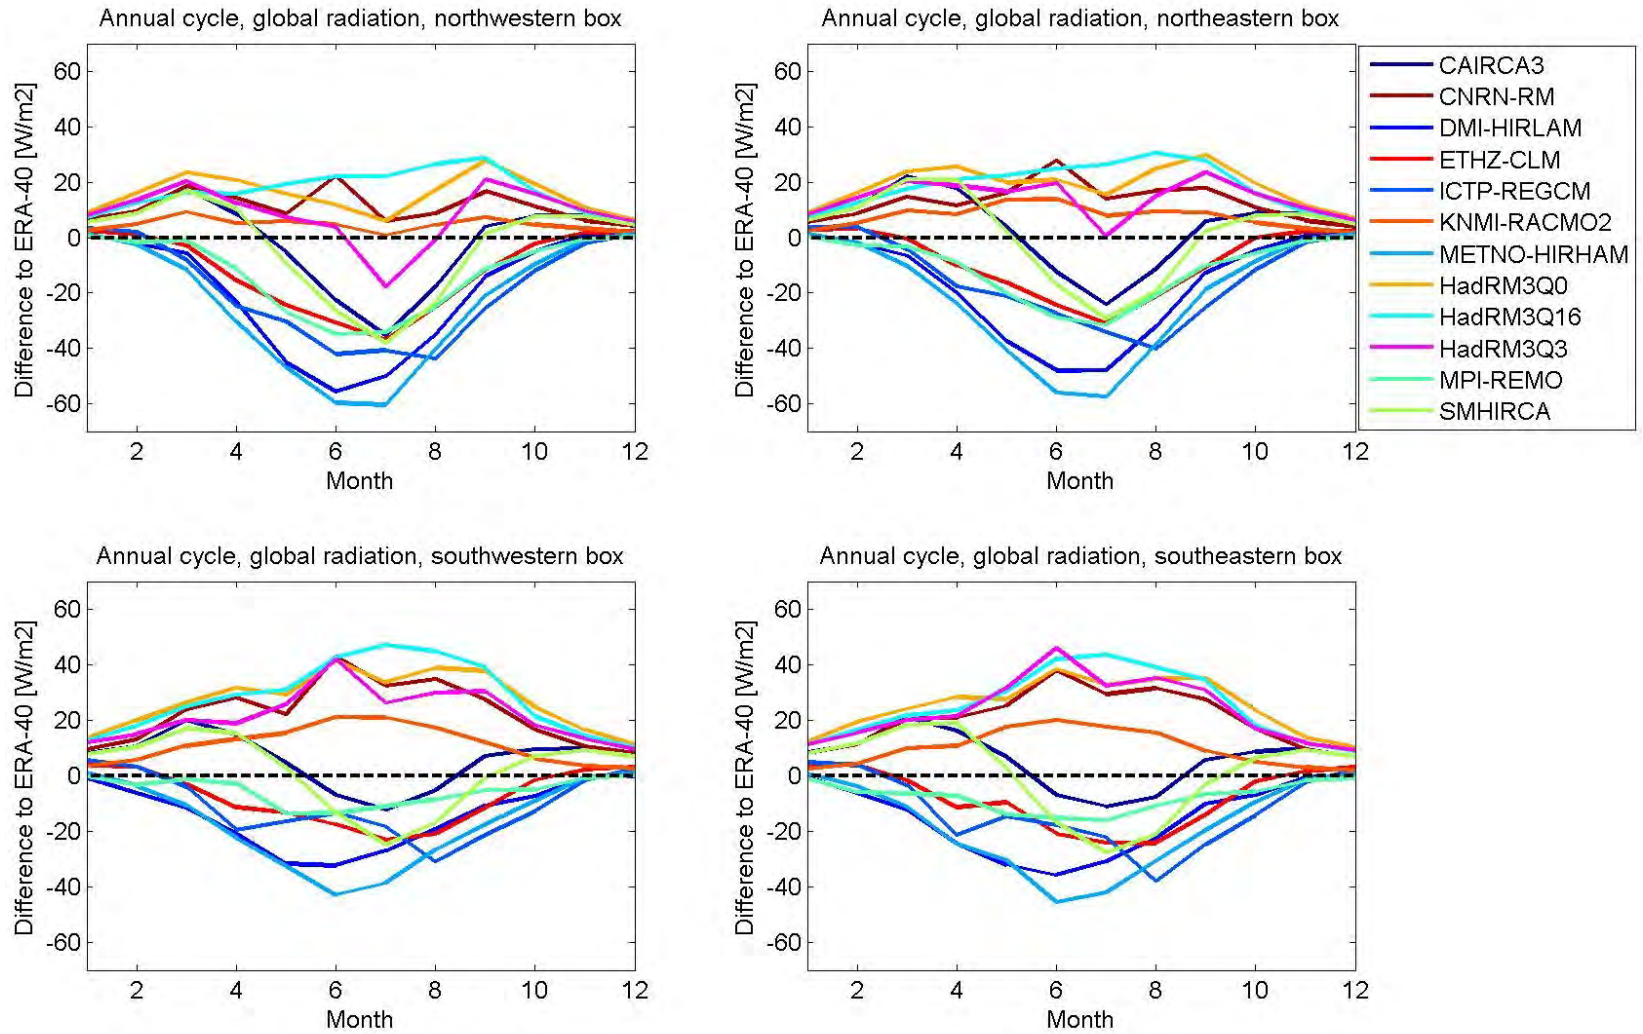 Annual cycle, global radiation, northwestern box
Difference to ERA-40 [W/m2]
60
40
20
0
-20
-40
-60
2 4 6 8 10 12
Month
Annual cycle, global radiation, northeastern box
Difference to ERA-40 [W/m2]
60
40
20
0
-20
-40
-60
2 4 6 8 10 12
Month
CAIRCA3
CNRN-RM
DMI-HIRLAM
ETHZ-CLM
ICTP-REGCM
KNMI-RACMO2
METNO-HIRHAM
HadRM3Q0
HadRM3Q16
HadRM3Q3
MPI-REMO
SMHIRCA
Annual cycle, global radiation, southwestern box
Difference to ERA-40 [W/m2]
60
40
20
0
-20
-40
-60
2 4 6 8 10 12
Month
Annual cycle, global radiation, southeastern box
Difference to ERA-40 [W/m2]
60
40
20
0
-20
-40
-60
2 4 6 8 10 12
Month